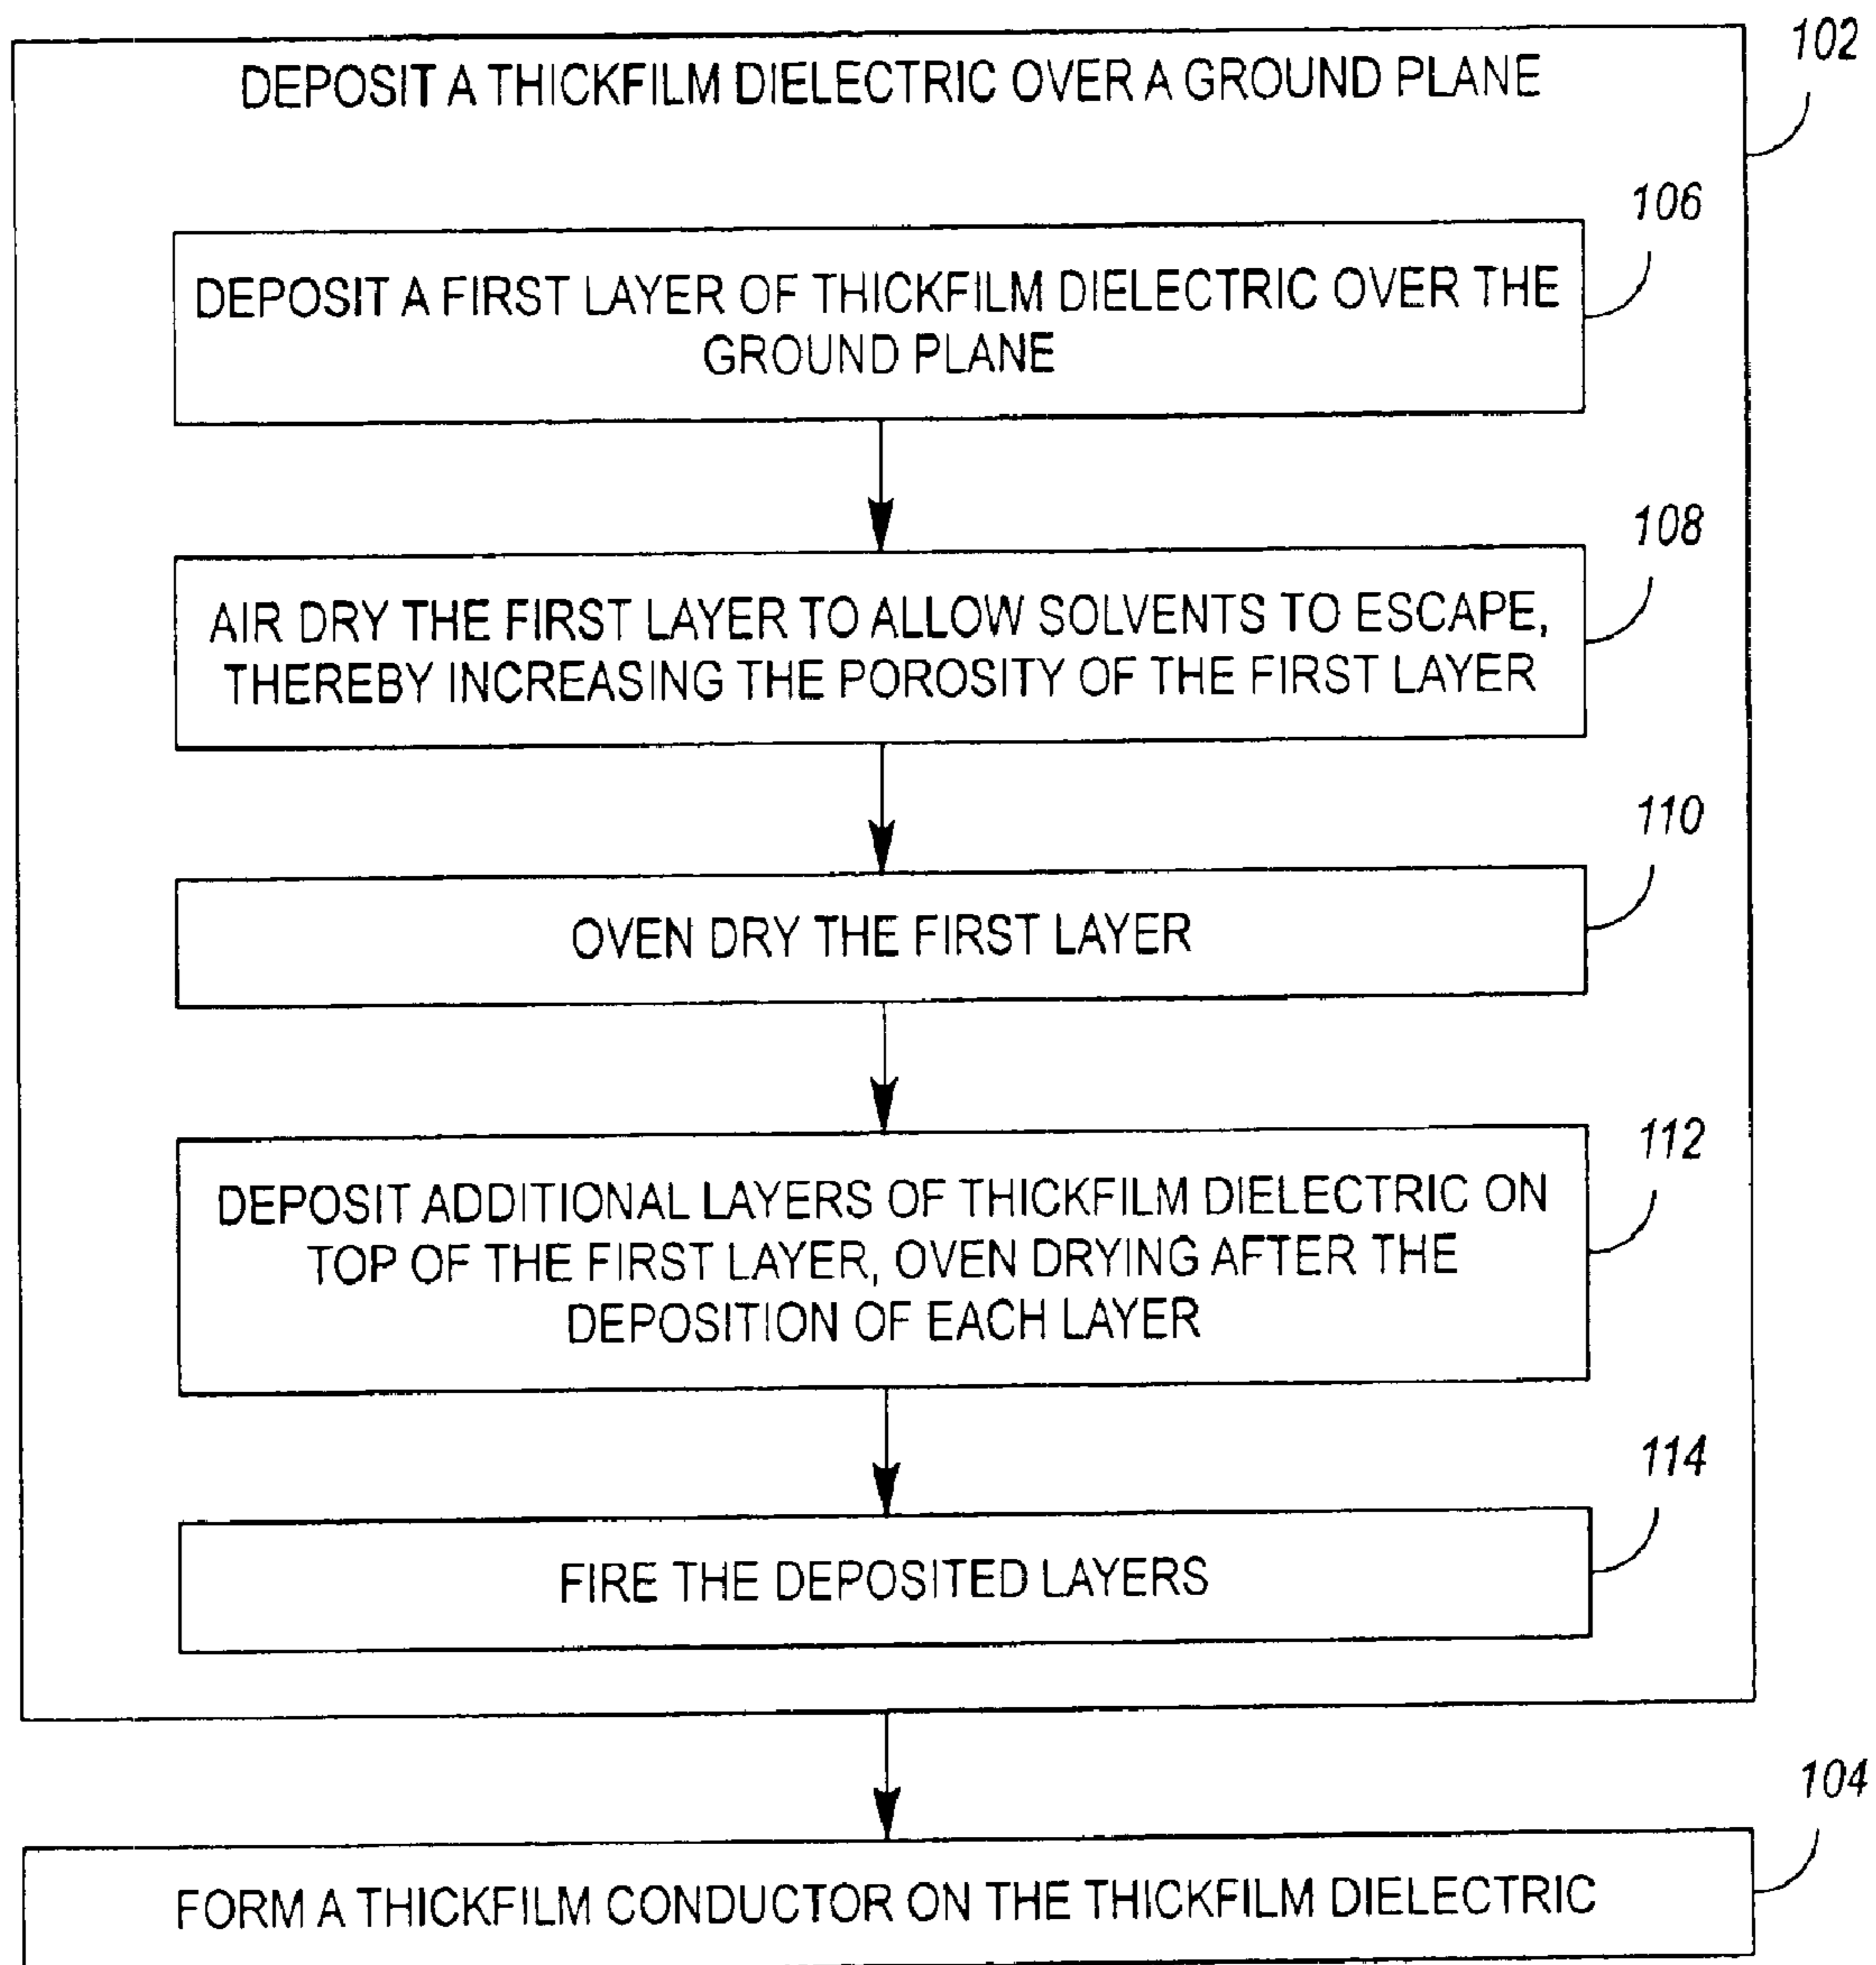 102
DEPOSIT A THICKFILM DIELECTRIC OVER A GROUND PLANE
106
DEPOSIT A FIRST LAYER OF THICKFILM DIELECTRIC OVER THE
GROUND PLANE
108
AIR DRY THE FIRST LAYER TO ALLOW SOLVENTS TO ESCAPE,
THEREBY INCREASING THE POROSITY OF THE FIRST LAYER
110
OVEN DRY THE FIRST LAYER
112
DEPOSIT ADDITIONAL LAYERS OF THICKFILM DIELECTRIC ON
TOP OF THE FIRST LAYER, OVEN DRYING AFTER THE
DEPOSITION OF EACH LAYER
114
FIRE THE DEPOSITED LAYERS
104
FORM A THICKFILM CONDUCTOR ON THE THICKFILM DIELECTRIC